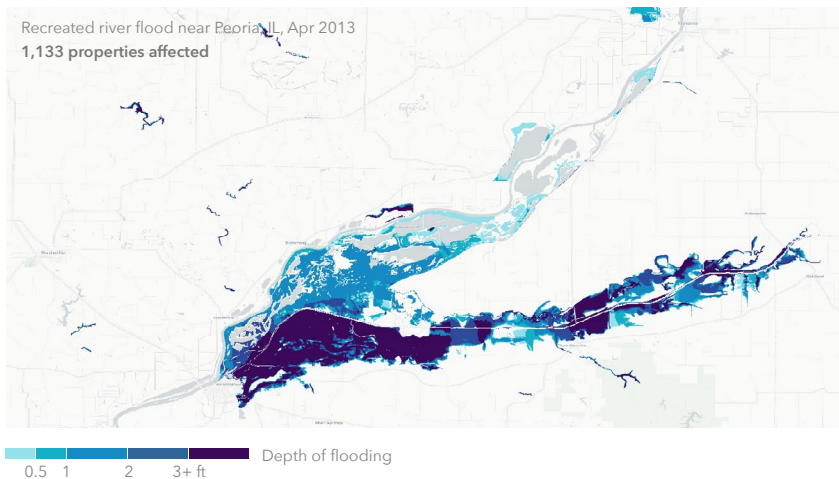 Recreated river flood near Peoria, IL, Apr 2013
1,133 properties affected
0.5 1 2 3+ ft
Depth of flooding